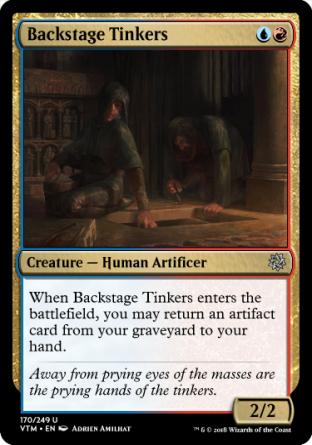 Backstage Tinkers
Creature — Human Artificer
When Backstage Tinkers enters the
battlefield, you may return an artifact
card from your graveyard to your
hand.
Away from prying eyes of the masses are
the prying hands of the tinkers.
2/2
170/249 U
VTM • EN Adrien Amilhat
™ & © 2018 Wizards of the Coast